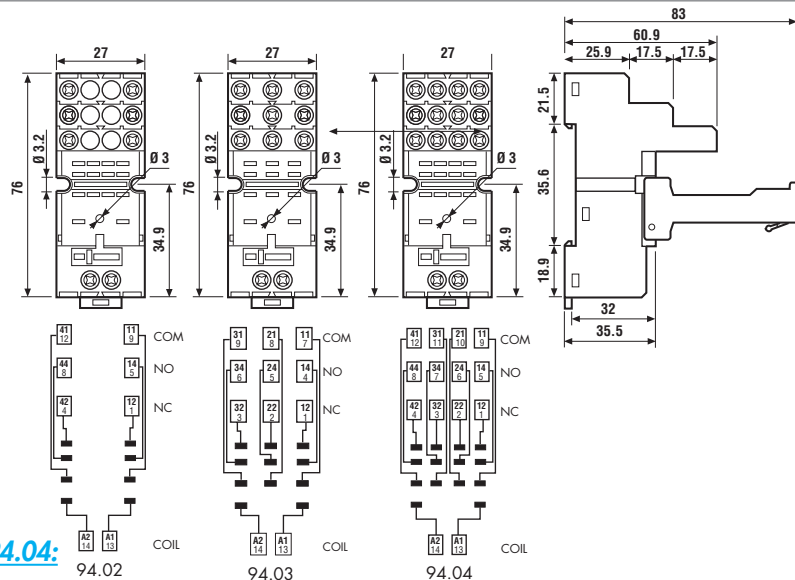 83
60.9
25.9 17.5 17.5
27 27 27
21.5
Ø 3.2 Ø 3.2 Ø 3.2
Ø 3 Ø 3 Ø 3
76 76 76
35.6
34.9 34.9 34.9
18.9
32
35.5
41 12 11 9 COM
44 8 14 5 NO
42 4 12 1 NC
A2 14 A1 13 COIL
94.02
31 9 21 8 11 7 COM
34 6 24 5 14 4 NO
32 3 22 2 12 1 NC
A2 14 A1 13 COIL
94.03
41 12 31 11 21 10 11 9 COM
44 8 34 7 24 6 14 5 NO
42 4 32 3 22 2 12 1 NC
A2 14 A1 13 COIL
94.04
94.04: